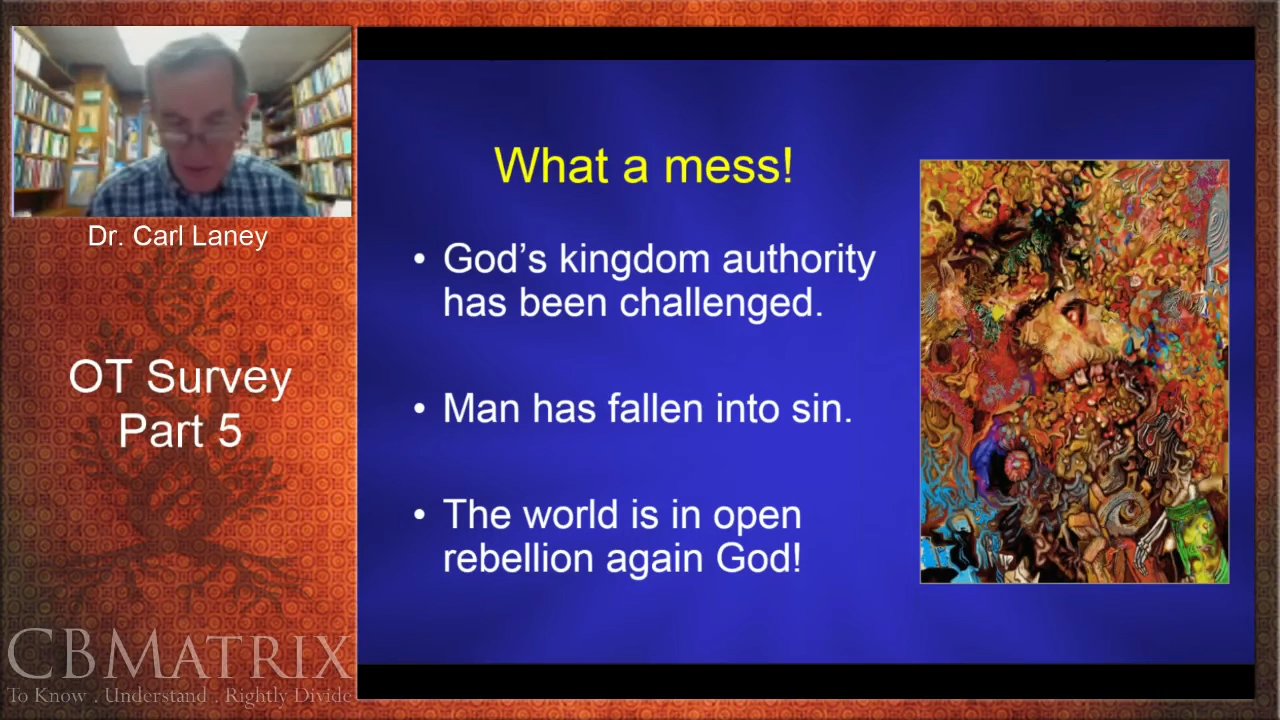 Dr. Carl Laney
OT Survey
Part 5
CBMATRIX
To Know . Understand . Rightly Divide
What a mess!
• God's kingdom authority
has been challenged.
• Man has fallen into sin.
• The world is in open
rebellion again God!